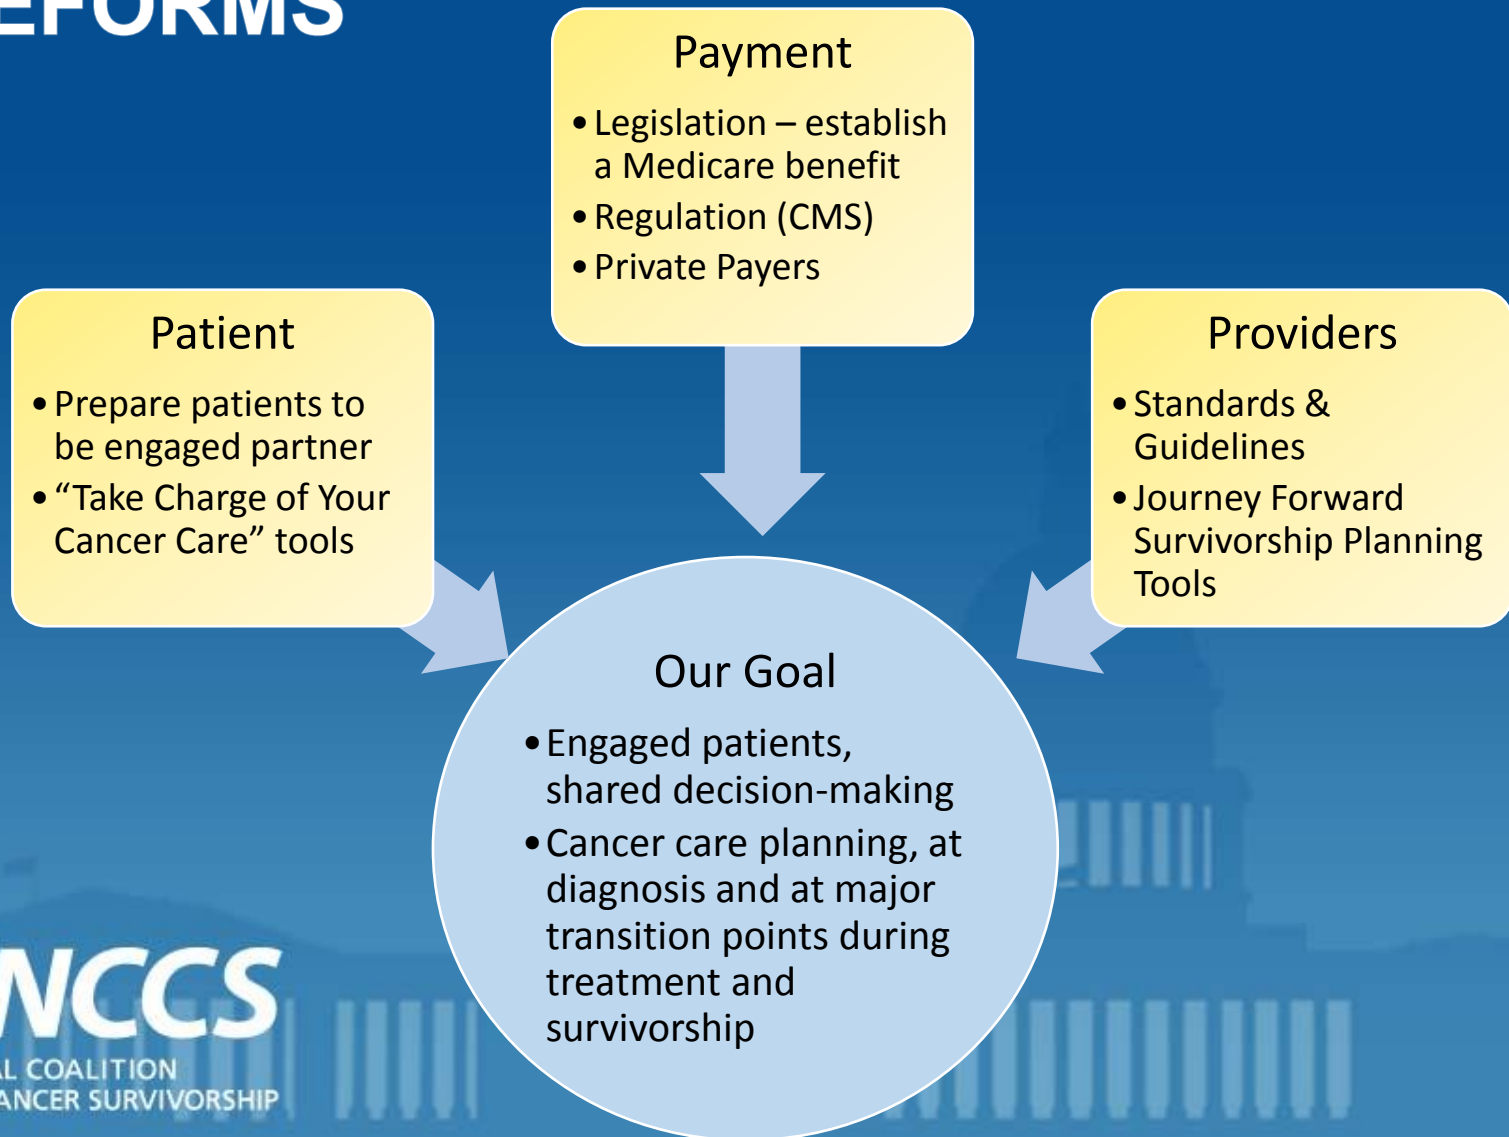 EFORMS
Payment
• Legislation – establish
a Medicare benefit
• Regulation (CMS)
• Private Payers
Patient
• Prepare patients to
be engaged partner
• “Take Charge of Your
Cancer Care” tools
Providers
• Standards &
Guidelines
• Journey Forward
Survivorship Planning
Tools
Our Goal
• Engaged patients,
shared decision-making
• Cancer care planning, at
diagnosis and at major
transition points during
treatment and
survivorship
NCCS
AL COALITION
ANCER SURVIVORSHIP